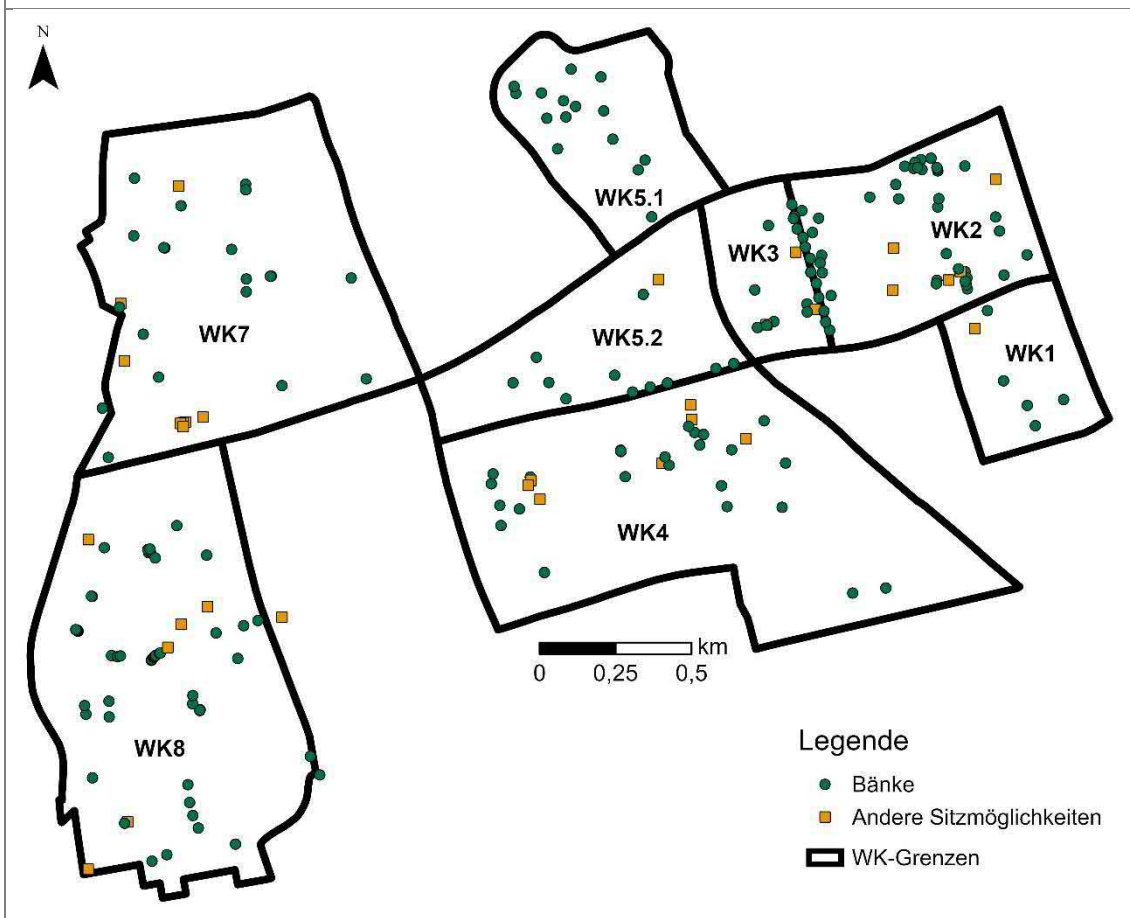 N
WK5.1
WK3
WK2
WK7
WK5.2
WK1
WK4
km
0 0,25 0,5
WK8
Legende
Bänke
Andere Sitzmöglichkeiten
WK-Grenzen